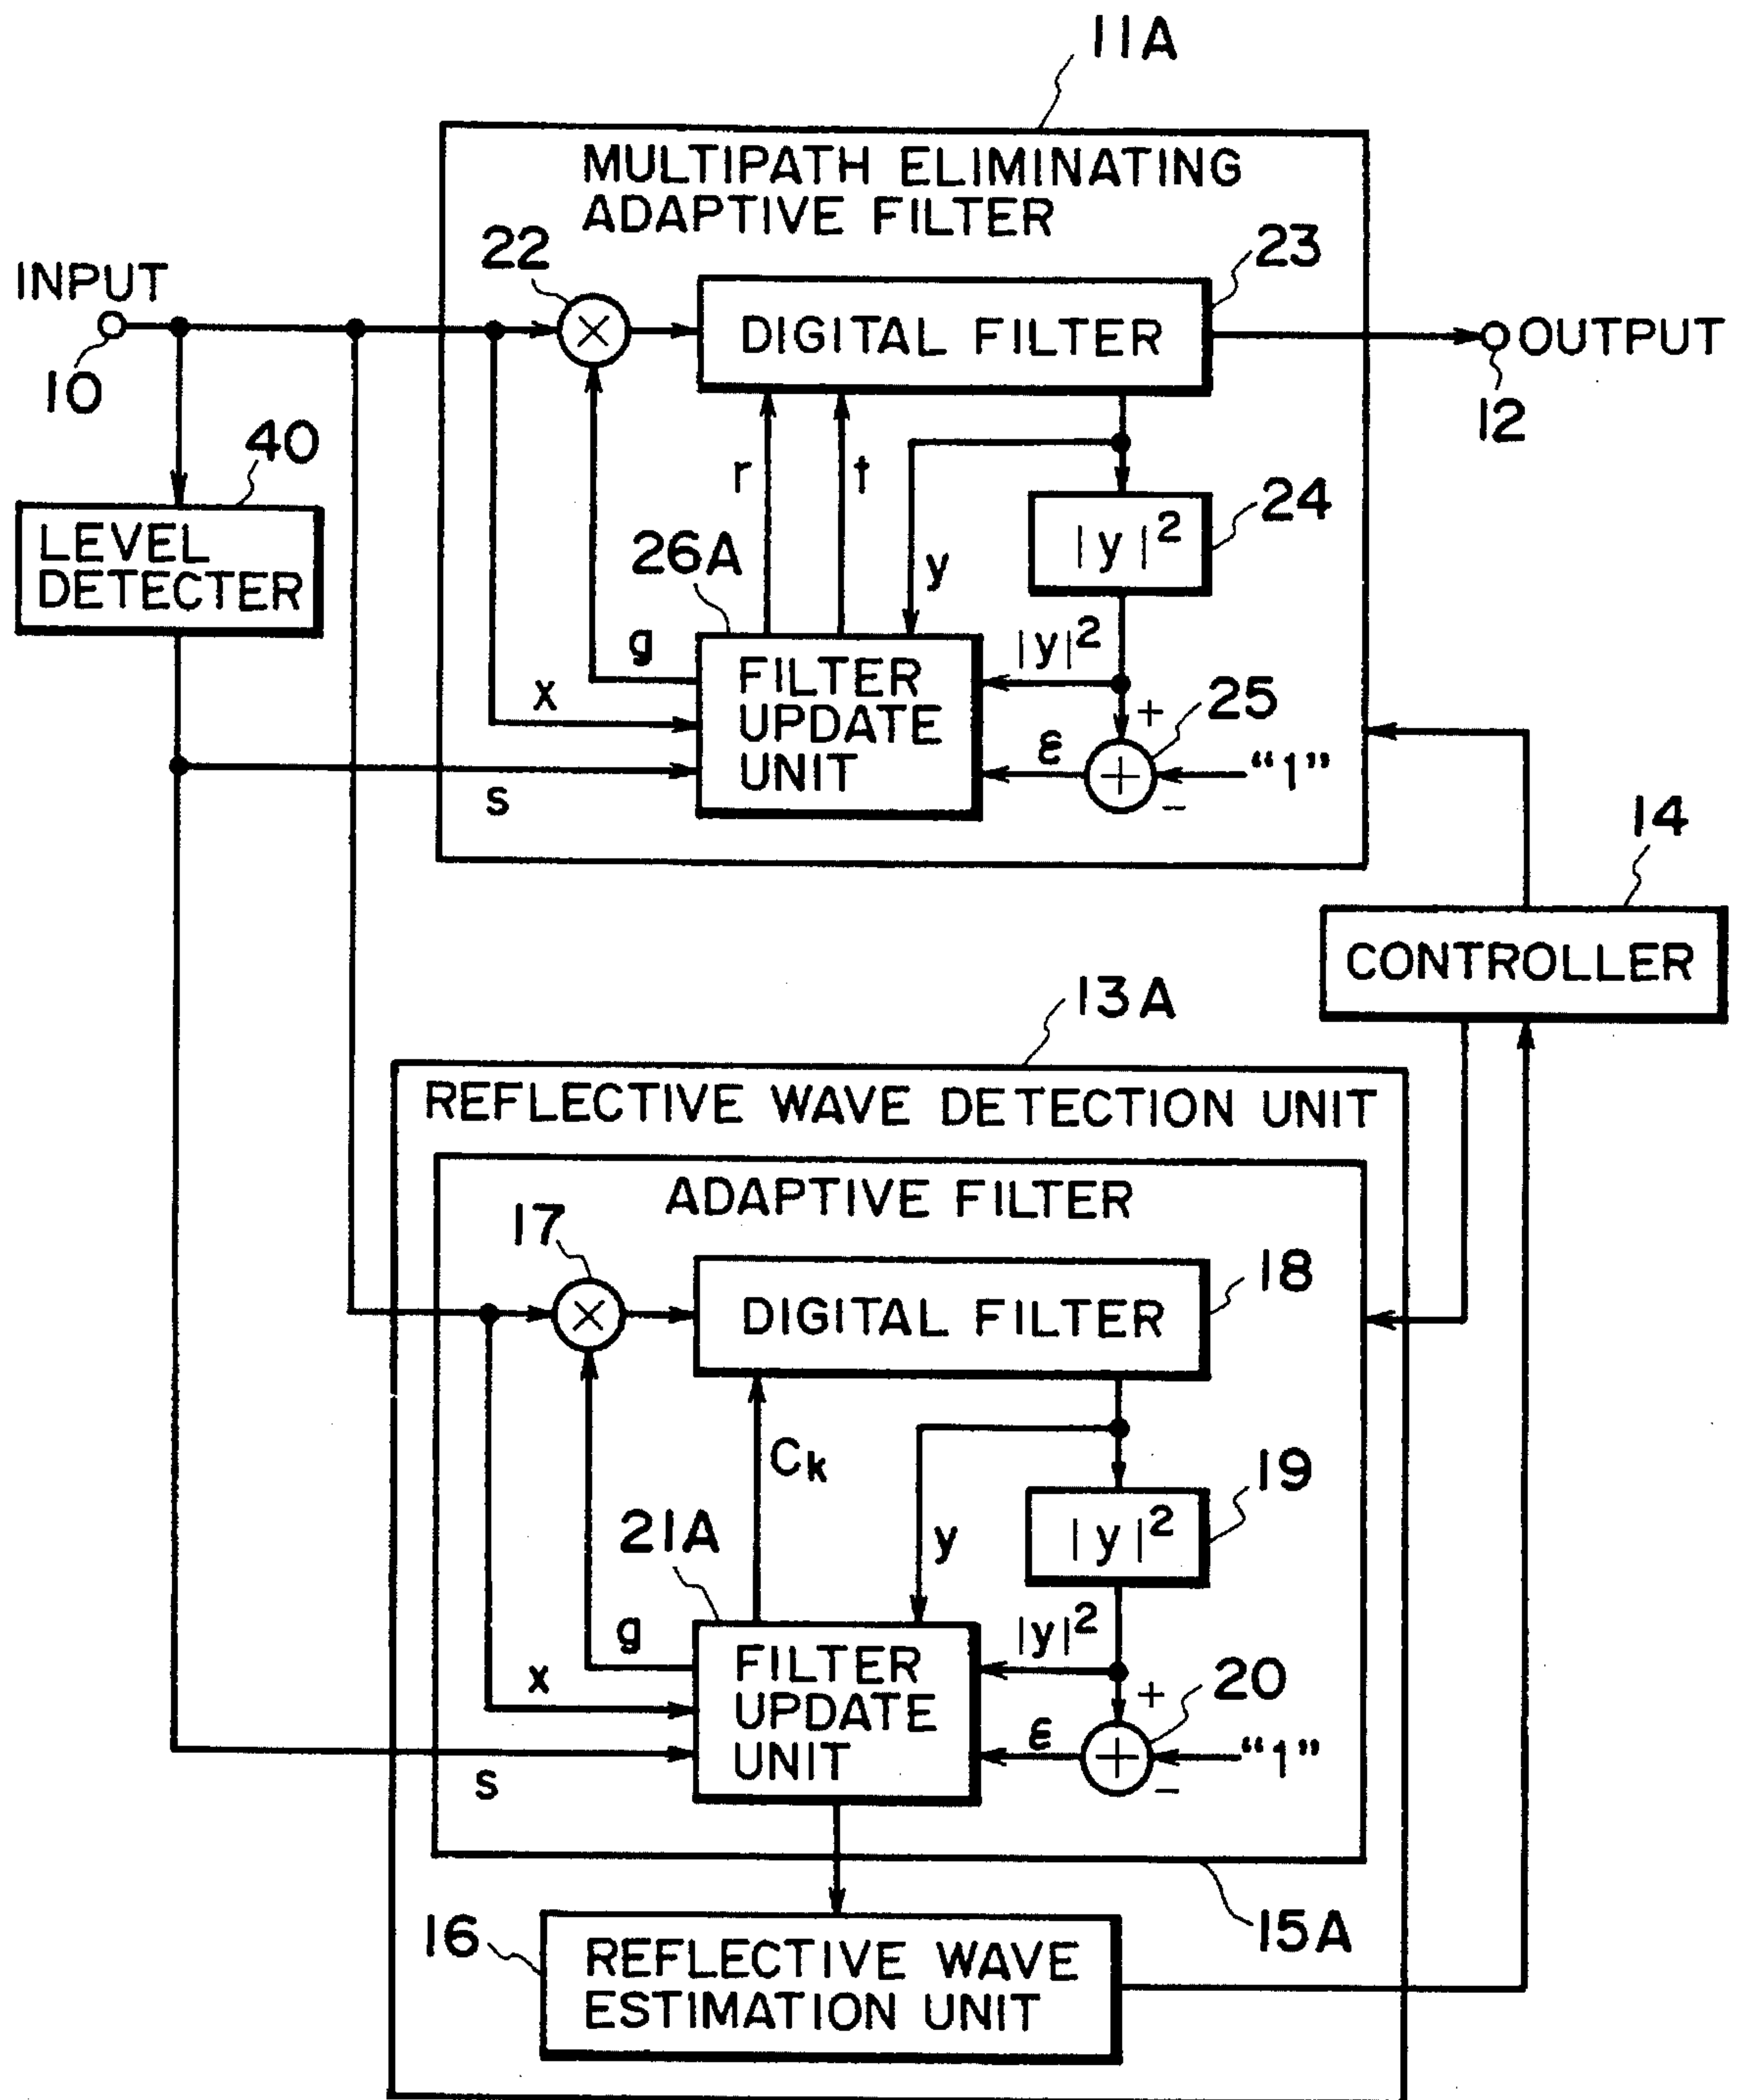 11A
MULTIPATH ELIMINATING
ADAPTIVE FILTER
INPUT
10
22
23
DIGITAL FILTER
OUTPUT
12
40
LEVEL
DETECTER
r
t
y
24
|y|²
26A
g
x
s
FILTER
UPDATE
UNIT
|y|²
+
25
ε
"1"
−
14
CONTROLLER
13A
REFLECTIVE WAVE DETECTION UNIT
ADAPTIVE FILTER
17
18
DIGITAL FILTER
Ck
y
19
|y|²
21A
g
x
s
FILTER
UPDATE
UNIT
|y|²
+
20
ε
"1"
−
15A
16
REFLECTIVE WAVE
ESTIMATION UNIT